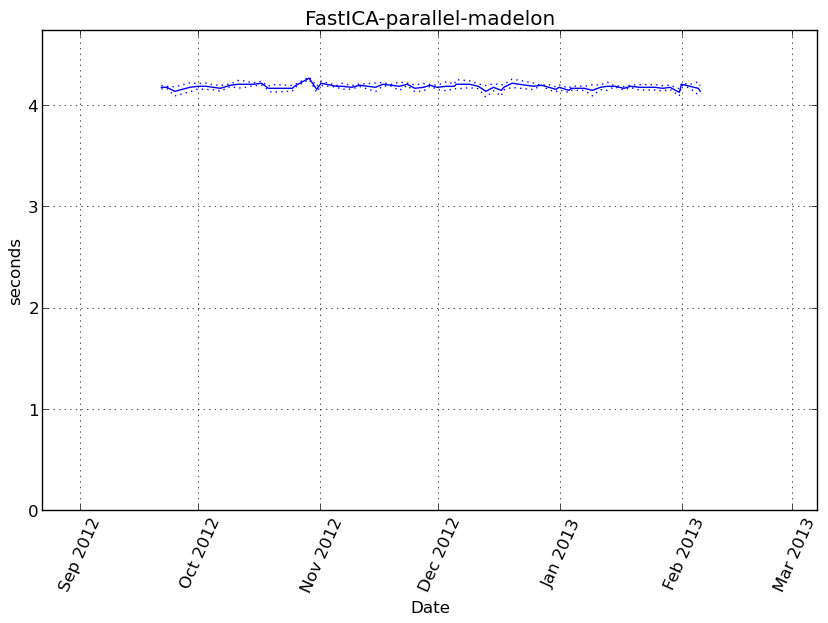 FastICA-parallel-madelon
4
3
2
1
0
seconds
Sep 2012
Oct 2012
Nov 2012
Dec 2012
Jan 2013
Feb 2013
Mar 2013
Date